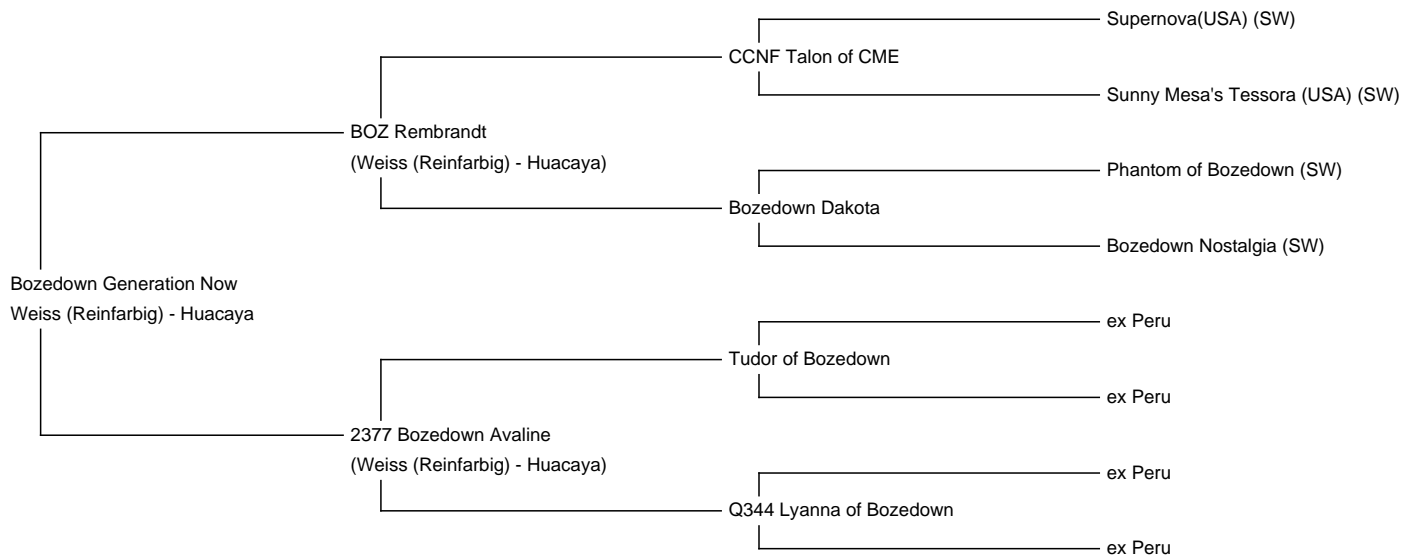 Supernova(USA) (SW)
CCNF Talon of CME
Sunny Mesa's Tessora (USA) (SW)
BOZ Rembrandt
(Weiss (Reinfarbig) - Huacaya)
Phantom of Bozedown (SW)
Bozedown Dakota
Bozedown Nostalgia (SW)
Bozedown Generation Now
Weiss (Reinfarbig) - Huacaya
ex Peru
Tudor of Bozedown
ex Peru
2377 Bozedown Avaline
(Weiss (Reinfarbig) - Huacaya)
ex Peru
Q344 Lyanna of Bozedown
ex Peru